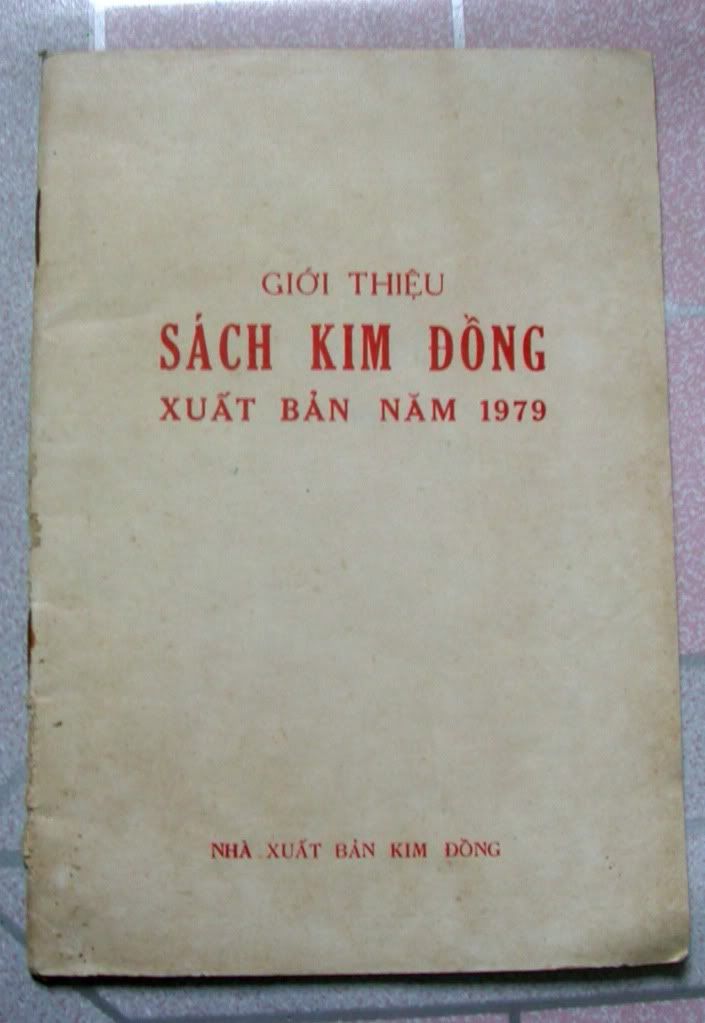 GIỚI THIỆU
SÁCH KIM ĐỒNG
XUẤT BẢN NĂM 1979
NHÀ XUẤT BẢN KIM ĐỒNG